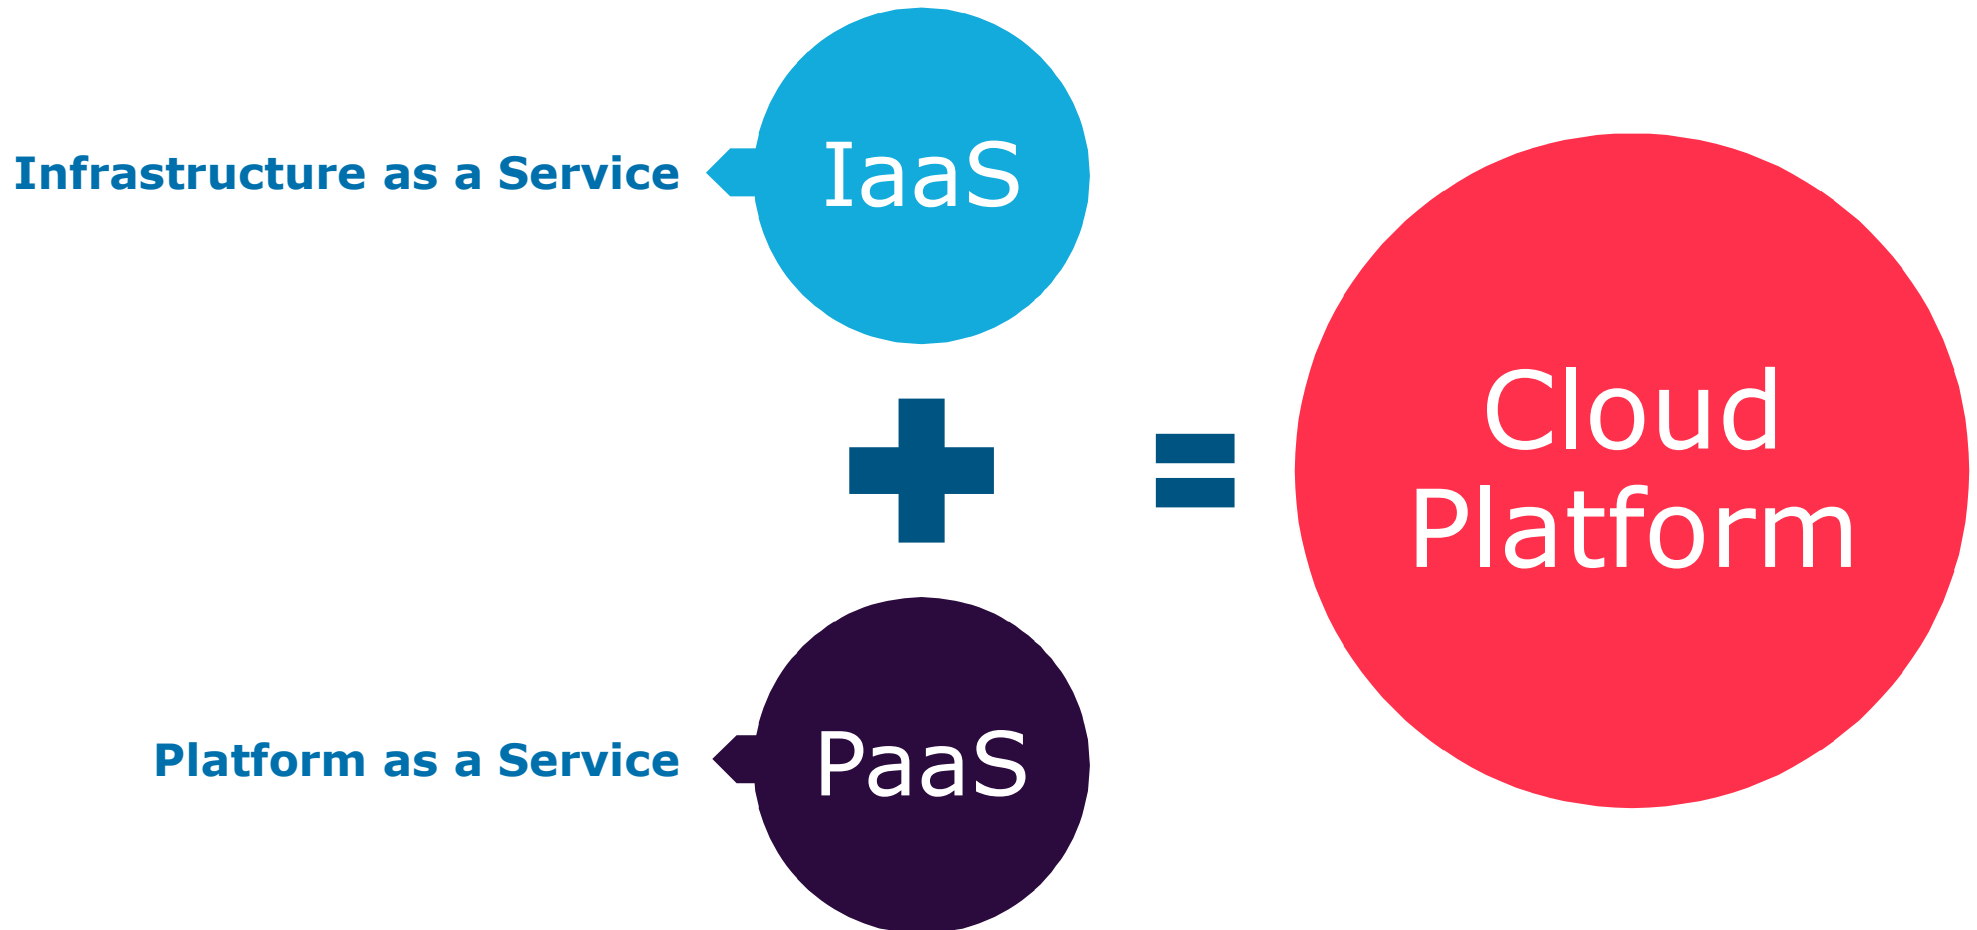 Infrastructure as a Service
IaaS
Platform as a Service
PaaS
Cloud
Platform